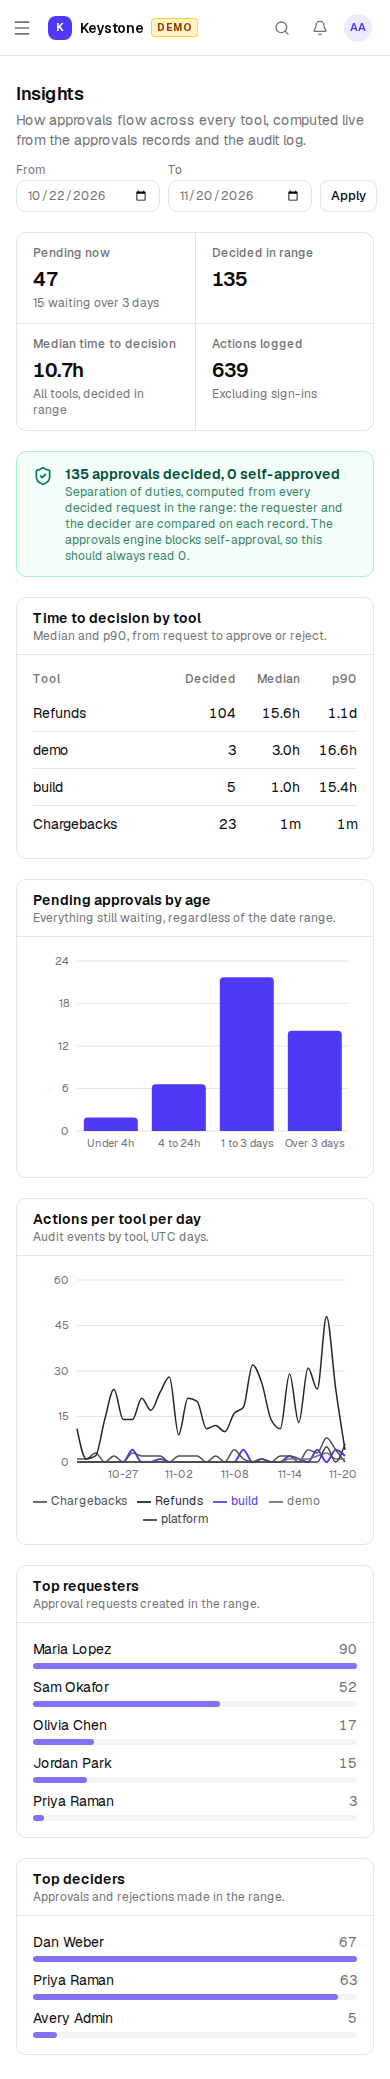 K Keystone DEMO AA
Insights
How approvals flow across every tool, computed live
from the approvals records and the audit log.
From To
10/22/2026 11/20/2026 Apply
Pending now Decided in range
47 135
15 waiting over 3 days
Median time to decision Actions logged
10.7h 639
All tools, decided in Excluding sign-ins
range
135 approvals decided, 0 self-approved
Separation of duties, computed from every
decided request in the range: the requester and
the decider are compared on each record. The
approvals engine blocks self-approval, so this
should always read 0.
Time to decision by tool
Median and p90, from request to approve or reject.
Tool Decided Median p90
Refunds 104 15.6h 1.1d
demo 3 3.0h 16.6h
build 5 1.0h 15.4h
Chargebacks 23 1m 1m
Pending approvals by age
Everything still waiting, regardless of the date range.
24
18
12
6
0
Under 4h 4 to 24h 1 to 3 days Over 3 days
Actions per tool per day
Audit events by tool, UTC days.
60
45
30
15
0
10-27 11-02 11-08 11-14 11-20
Chargebacks Refunds build demo
platform
Top requesters
Approval requests created in the range.
Maria Lopez 90
Sam Okafor 52
Olivia Chen 17
Jordan Park 15
Priya Raman 3
Top deciders
Approvals and rejections made in the range.
Dan Weber 67
Priya Raman 63
Avery Admin 5